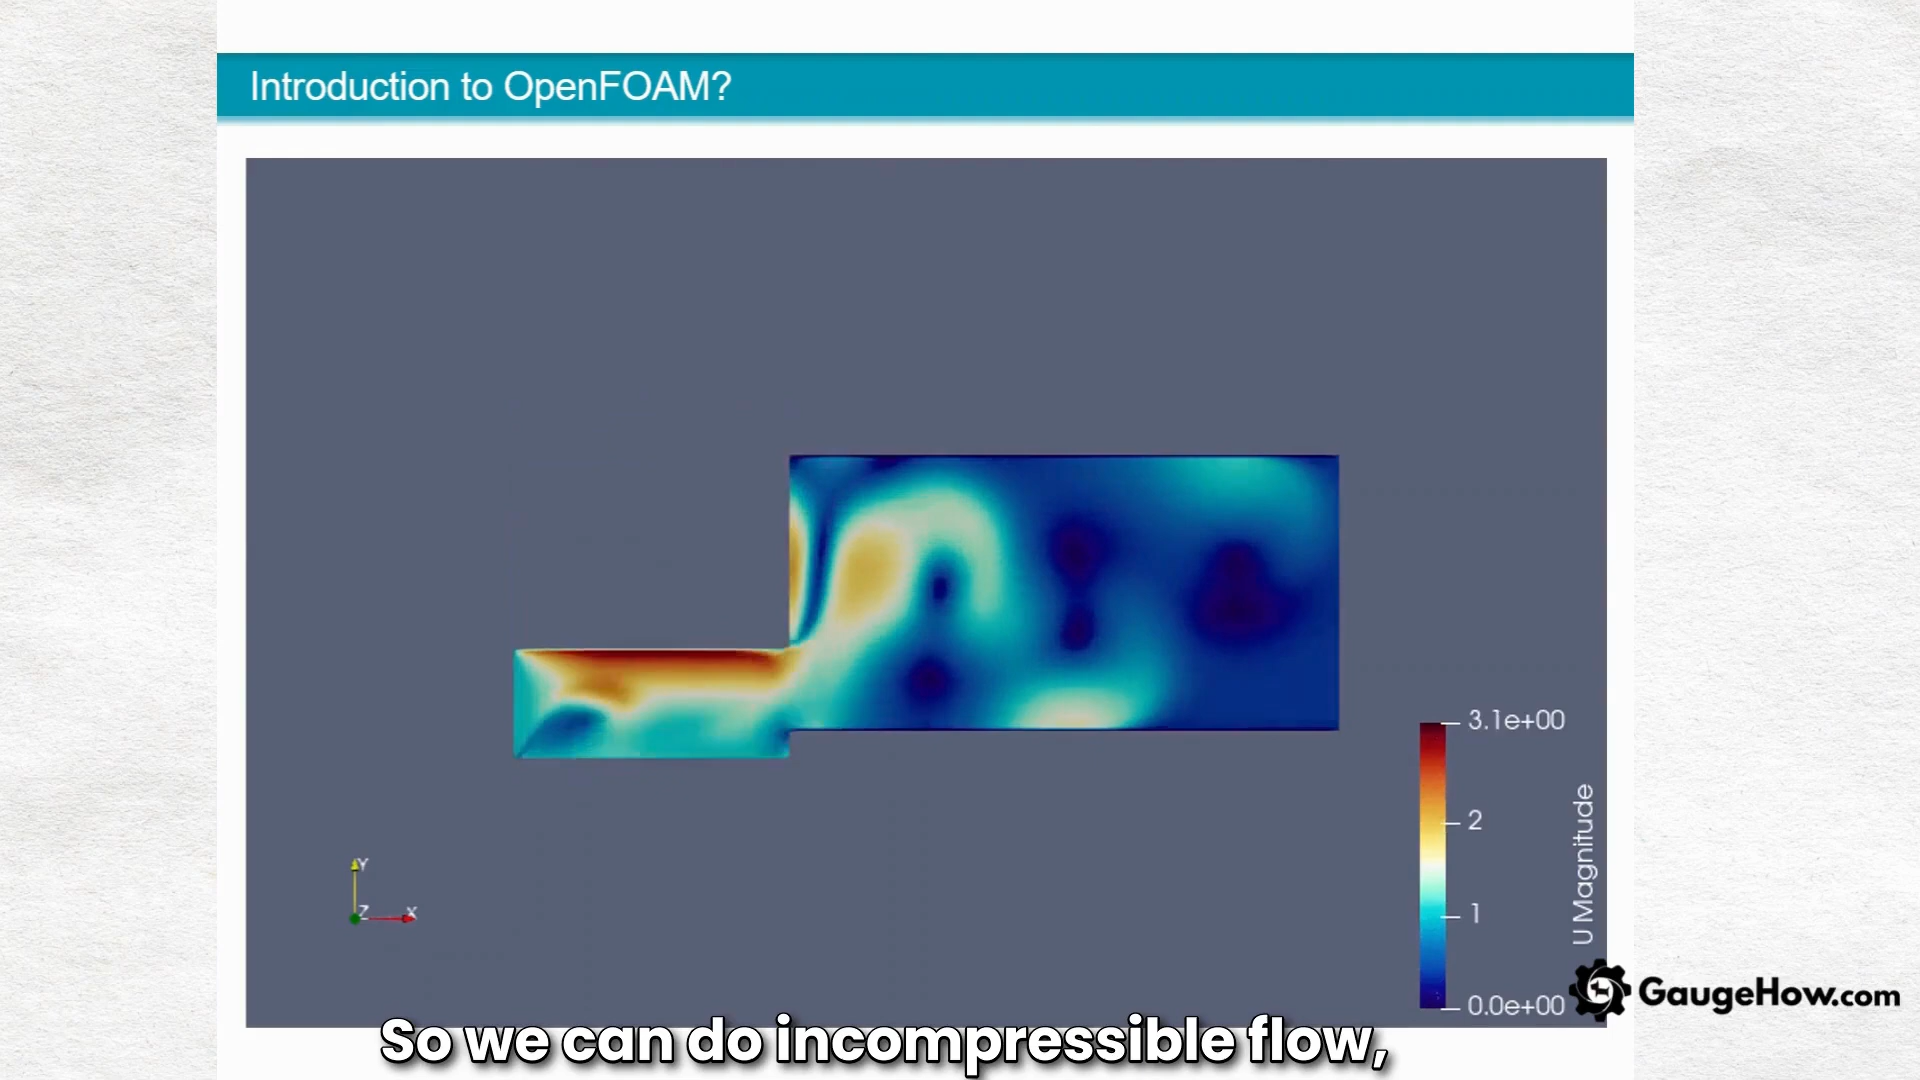 Introduction to OpenFOAM?
3.1e+00
2
1
0.0e+00
U Magnitude
Y
Z
X
GaugeHow.com
So we can do incompressible flow,